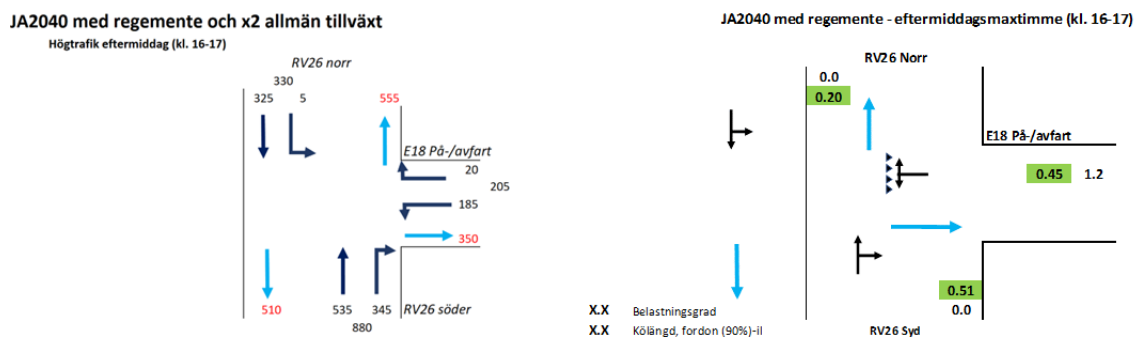 JA2040 med regemente och x2 allmän tillväxt
Högtrafik eftermiddag (kl. 16-17)
RV26 norr
330
325 5 555
E18 På-/avfart
20
205
185
350
510 535 345 RV26 söder
880
JA2040 med regemente - eftermiddagsmaxtimme (kl. 16-17)
RV26 Norr
0.0
0.20
E18 På-/avfart
0.45 1.2
0.51
X.X Belastningsgrad 0.0
X.X Kölängd, fordon (90%)-il RV26 Syd